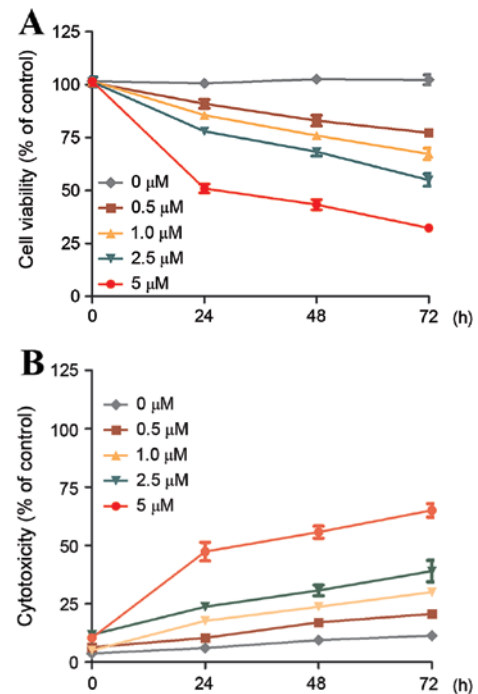 A
Cell viability (% of control)
125
100
75
50
25
0
0 μM
0.5 μM
1.0 μM
2.5 μM
5 μM
0 24 48 72 (h)
B
Cytotoxicity (% of control)
125
100
75
50
25
0
0 μM
0.5 μM
1.0 μM
2.5 μM
5 μM
0 24 48 72 (h)